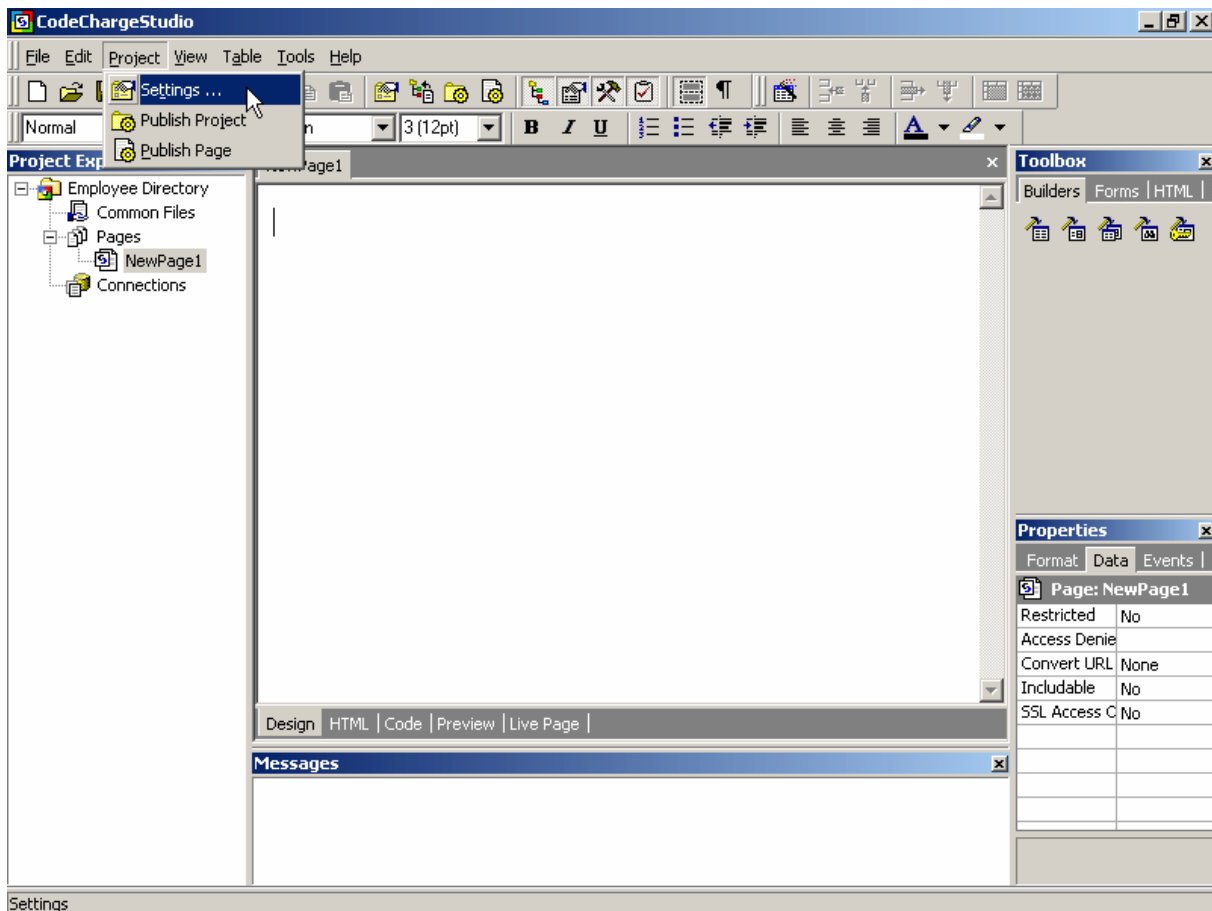 CodeChargeStudio
File Edit Project View Table Tools Help
Settings ...
Publish Project
Publish Page
Normal
n
3 (12pt)
B I U
A
Project Exp
Employee Directory
Common Files
Pages
NewPage1
Connections
Page1
Design HTML Code Preview Live Page
Messages
Toolbox
Builders Forms HTML
Properties
Format Data Events
Page: NewPage1
Restricted No
Access Denie
Convert URL None
Includable No
SSL Access C No
Settings